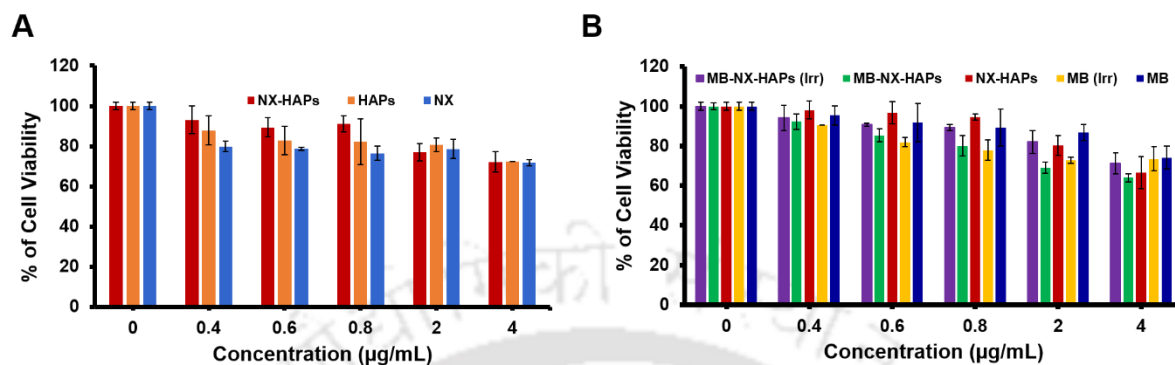 A
% of Cell Viability
120
100
80
60
40
20
0
NX-HAPs HAPs NX
0 0.4 0.6 0.8 2 4
Concentration (µg/mL)
B
% of Cell Viability
120
100
80
60
40
20
0
MB-NX-HAPs (Irr) MB-NX-HAPs NX-HAPs MB (Irr) MB
0 0.4 0.6 0.8 2 4
Concentration (µg/mL)